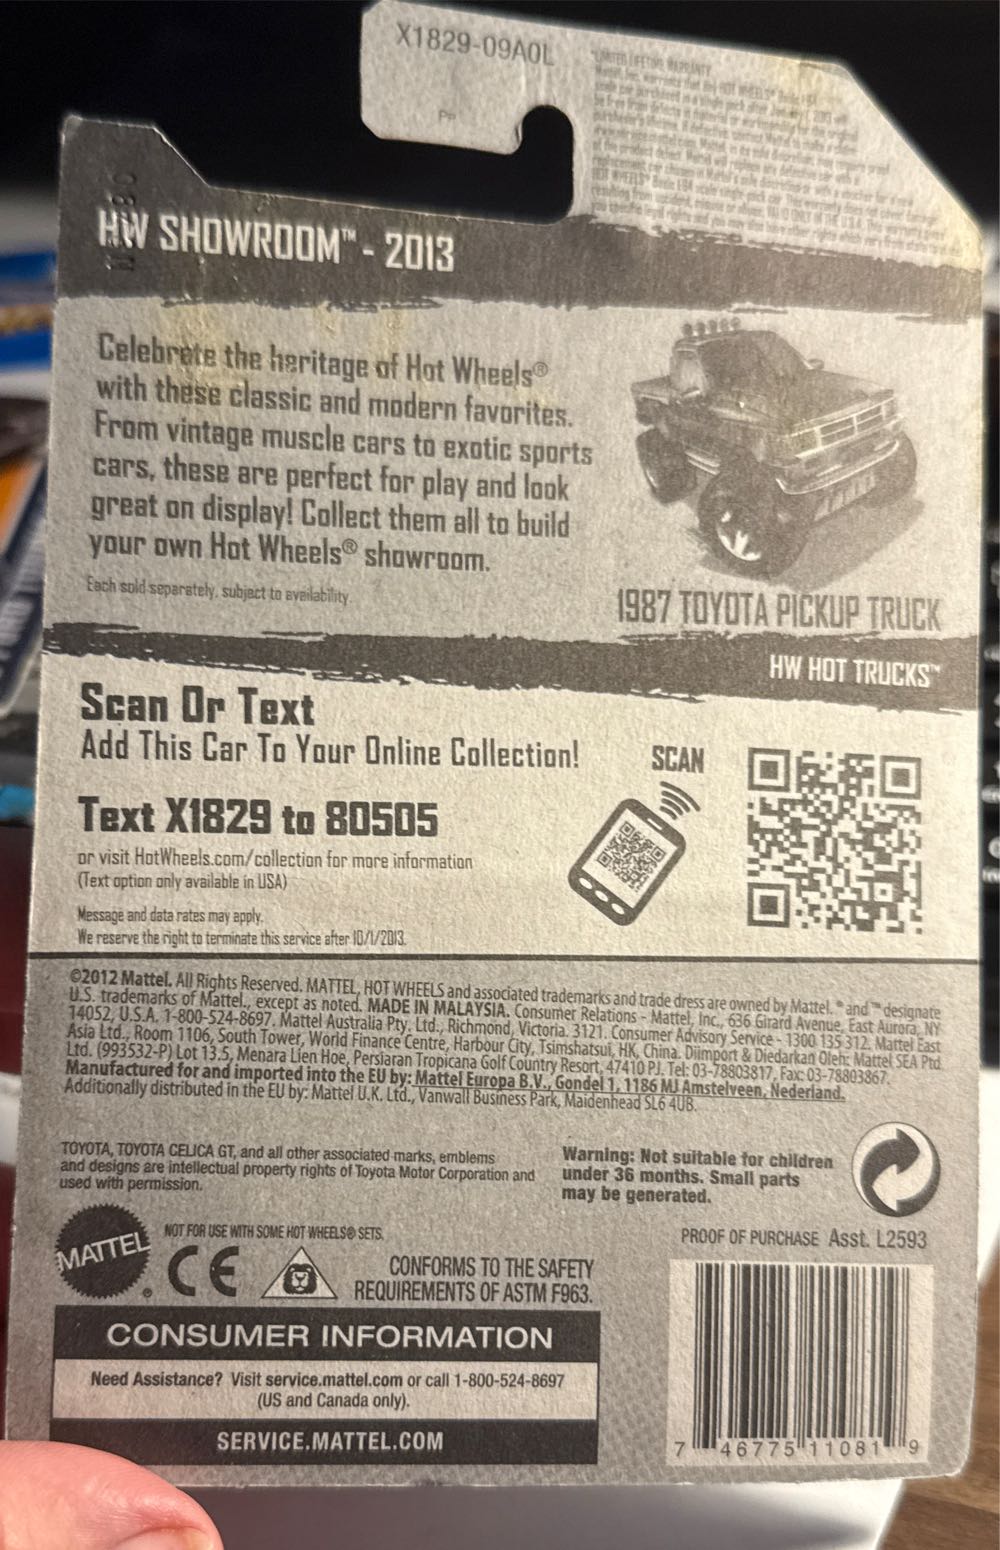 X1829-09A0L
PP
HW SHOWROOM™ - 2013
Celebrate the heritage of Hot Wheels®
with these classic and modern favorites.
From vintage muscle cars to exotic sports
cars, these are perfect for play and look
great on display! Collect them all to build
your own Hot Wheels® showroom.
Each sold separately, subject to availability.
1987 TOYOTA PICKUP TRUCK
HW HOT TRUCKS™
Scan Or Text
Add This Car To Your Online Collection!
Text X1829 to 80505
or visit HotWheels.com/collection for more information
(Text option only available in USA)
Message and data rates may apply.
We reserve the right to terminate this service after 10/1/2013.
SCAN
©2012 Mattel. All Rights Reserved. MATTEL, HOT WHEELS and associated trademarks and trade dress are owned by Mattel. ® and ™ designate
U.S. trademarks of Mattel., except as noted. MADE IN MALAYSIA. Consumer Relations - Mattel, Inc., 636 Girard Avenue, East Aurora, NY
14052, U.S.A. 1-800-524-8697. Mattel Australia Pty, Ltd., Richmond, Victoria. 3121. Consumer Advisory Service - 1300 135 312. Mattel East
Asia Ltd., Room 1106, South Tower, World Finance Centre, Harbour City, Tsimshatsui, HK, China. Diimport & Diedarkan Oleh: Mattel SEA Ptd
Ltd. (993532-P) Lot 13.5, Menara Lien Hoe, Persiaran Tropicana Golf Country Resort, 47410 PJ. Tel: 03-78803817, Fax: 03-78803867.
Manufactured for and imported into the EU by: Mattel Europa B.V., Gondel 1, 1186 MJ Amstelveen, Nederland.
Additionally distributed in the EU by: Mattel U.K. Ltd., Vanwall Business Park, Maidenhead SL6 4UB.
TOYOTA, TOYOTA CELICA GT, and all other associated marks, emblems
and designs are intellectual property rights of Toyota Motor Corporation and
used with permission.
Warning: Not suitable for children
under 36 months. Small parts
may be generated.
MATTEL
NOT FOR USE WITH SOME HOT WHEELS® SETS.
CE
CONFORMS TO THE SAFETY
REQUIREMENTS OF ASTM F963.
PROOF OF PURCHASE Asst. L2593
CONSUMER INFORMATION
Need Assistance? Visit service.mattel.com or call 1-800-524-8697
(US and Canada only).
SERVICE.MATTEL.COM
7 46775 11081 9